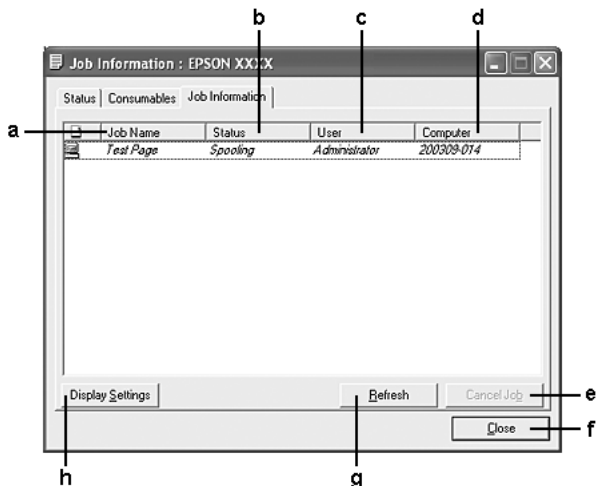 b c d
Job Information : EPSON XXXX
Status Consumables Job Information
a Job Name Status User Computer
Test Page Spooling Administrator 200309-014
Display Settings Refresh Cancel Job e
Close f
h g